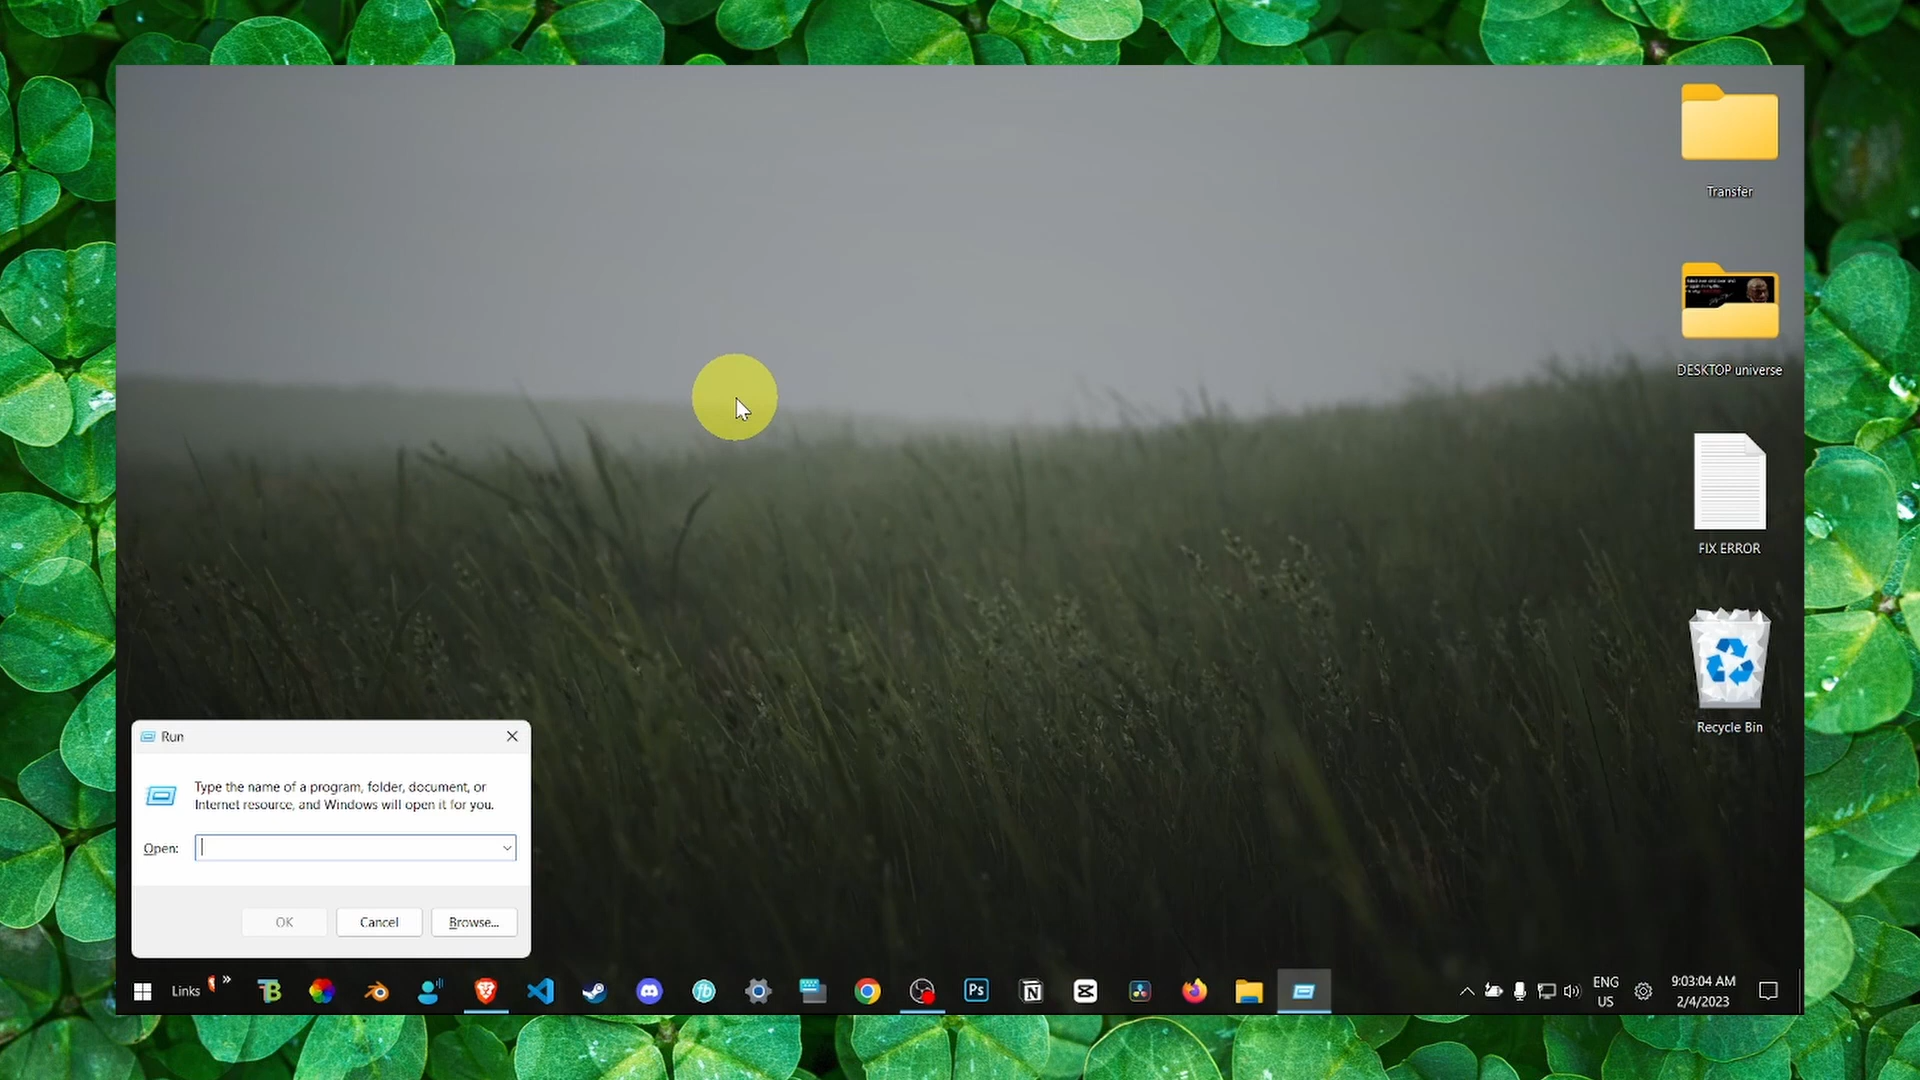 Transfer
DESKTOP universe
FIX ERROR
Recycle Bin
Run
Type the name of a program, folder, document, or
Internet resource, and Windows will open it for you.
Open:
OK
Cancel
Browse...
Links
Ps
ENG
US
9:03:04 AM
2/4/2023